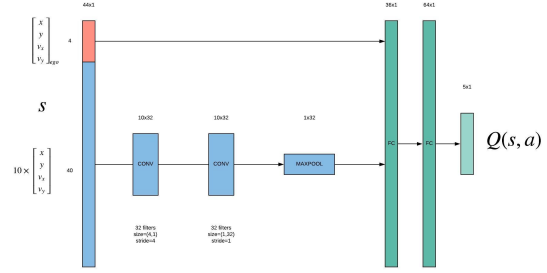 44x1
36x1
64x1
x
y
v_x
v_y
ego
4
s
10x32
10x32
1x32
5x1
10 ×
x
y
v_x
v_y
40
CONV
CONV
MAXPOOL
FC
FC
Q(s, a)
32 filters
size=(4,1)
stride=4
32 filters
size=(1,32)
stride=1